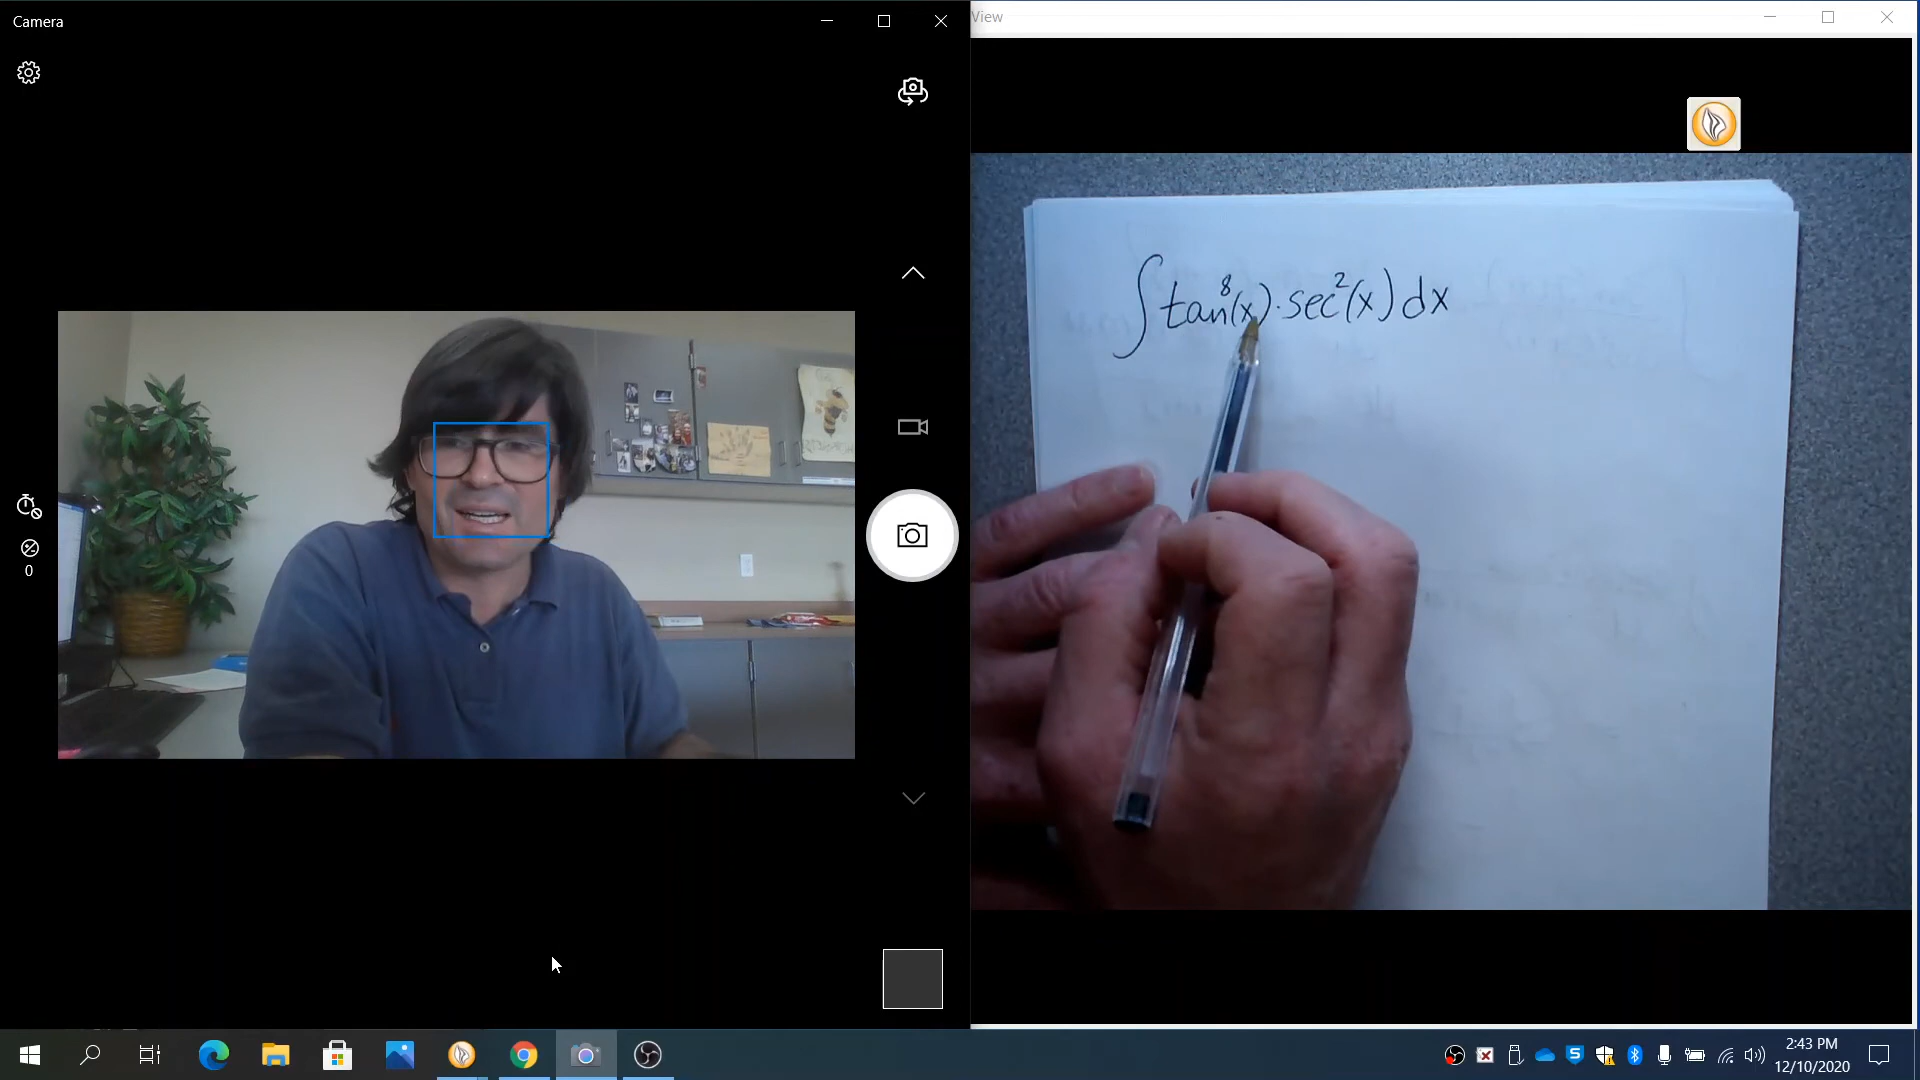 Camera
View
∫tan⁸(x)·sec²(x)dx
0
2:43 PM
12/10/2020